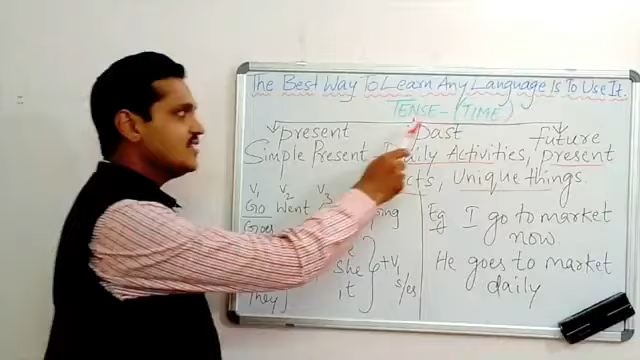 The Best Way To Learn Any Language Is To Use It.
TENSE - (TIME)
present past future
Simple Present - Daily Activities, present
Unique things.
V1 V2 V3
Go Went
Goes
She
it
They
+V1
s/es
Eg I go to market
now.
He goes to market
daily